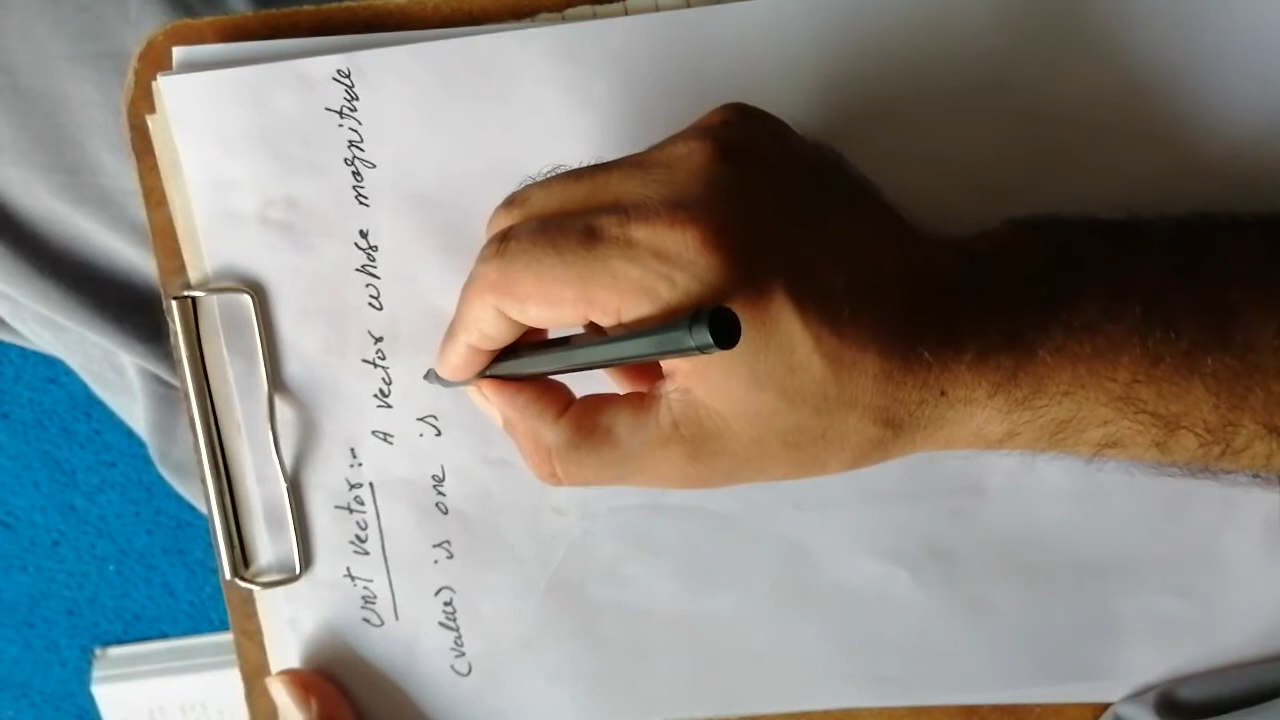 Unit vector:- A vector whose magnitude
(value) is one is